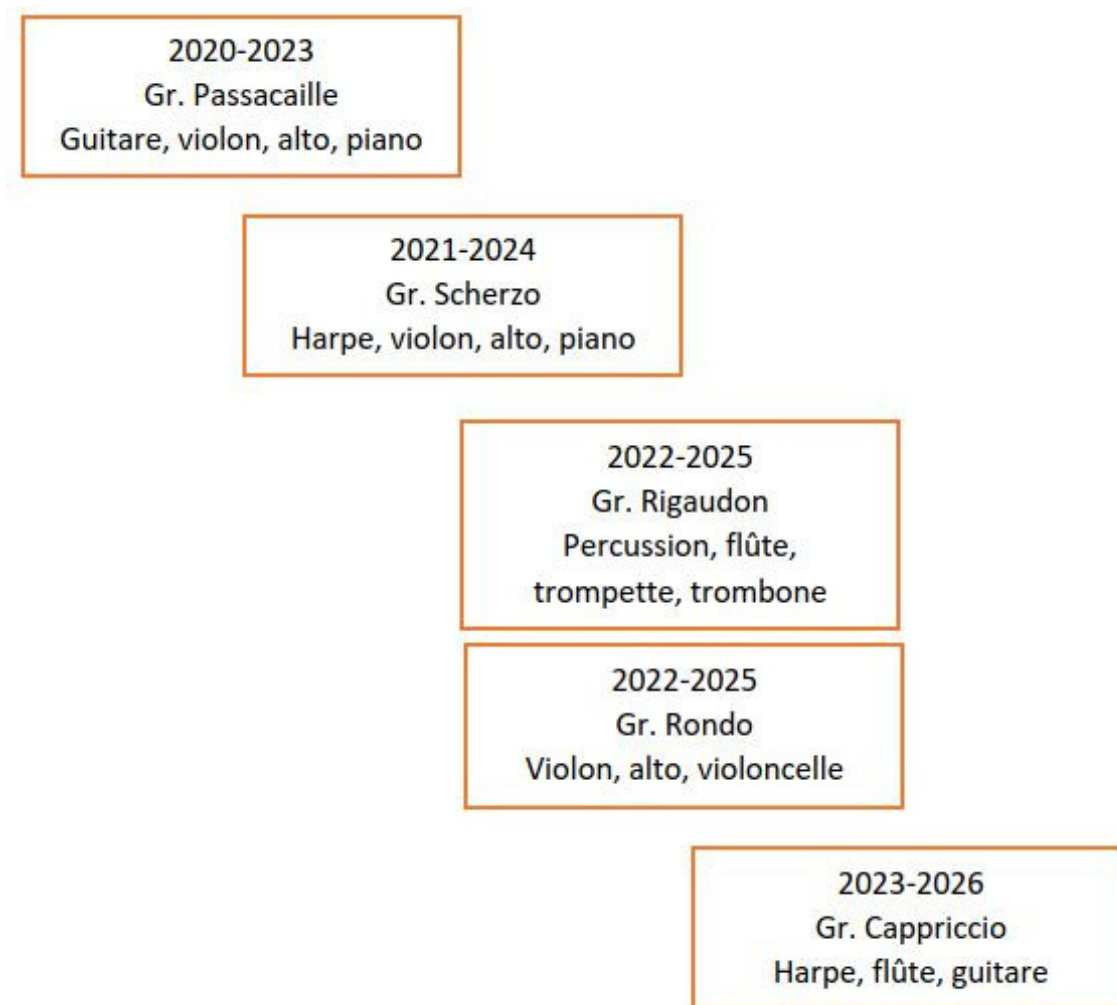 2020-2023
Gr. Passacaille
Guitare, violon, alto, piano
2021-2024
Gr. Scherzo
Harpe, violon, alto, piano
2022-2025
Gr. Rigaudon
Percussion, flûte,
trompette, trombone
2022-2025
Gr. Rondo
Violon, alto, violoncelle
2023-2026
Gr. Cappriccio
Harpe, flûte, guitare